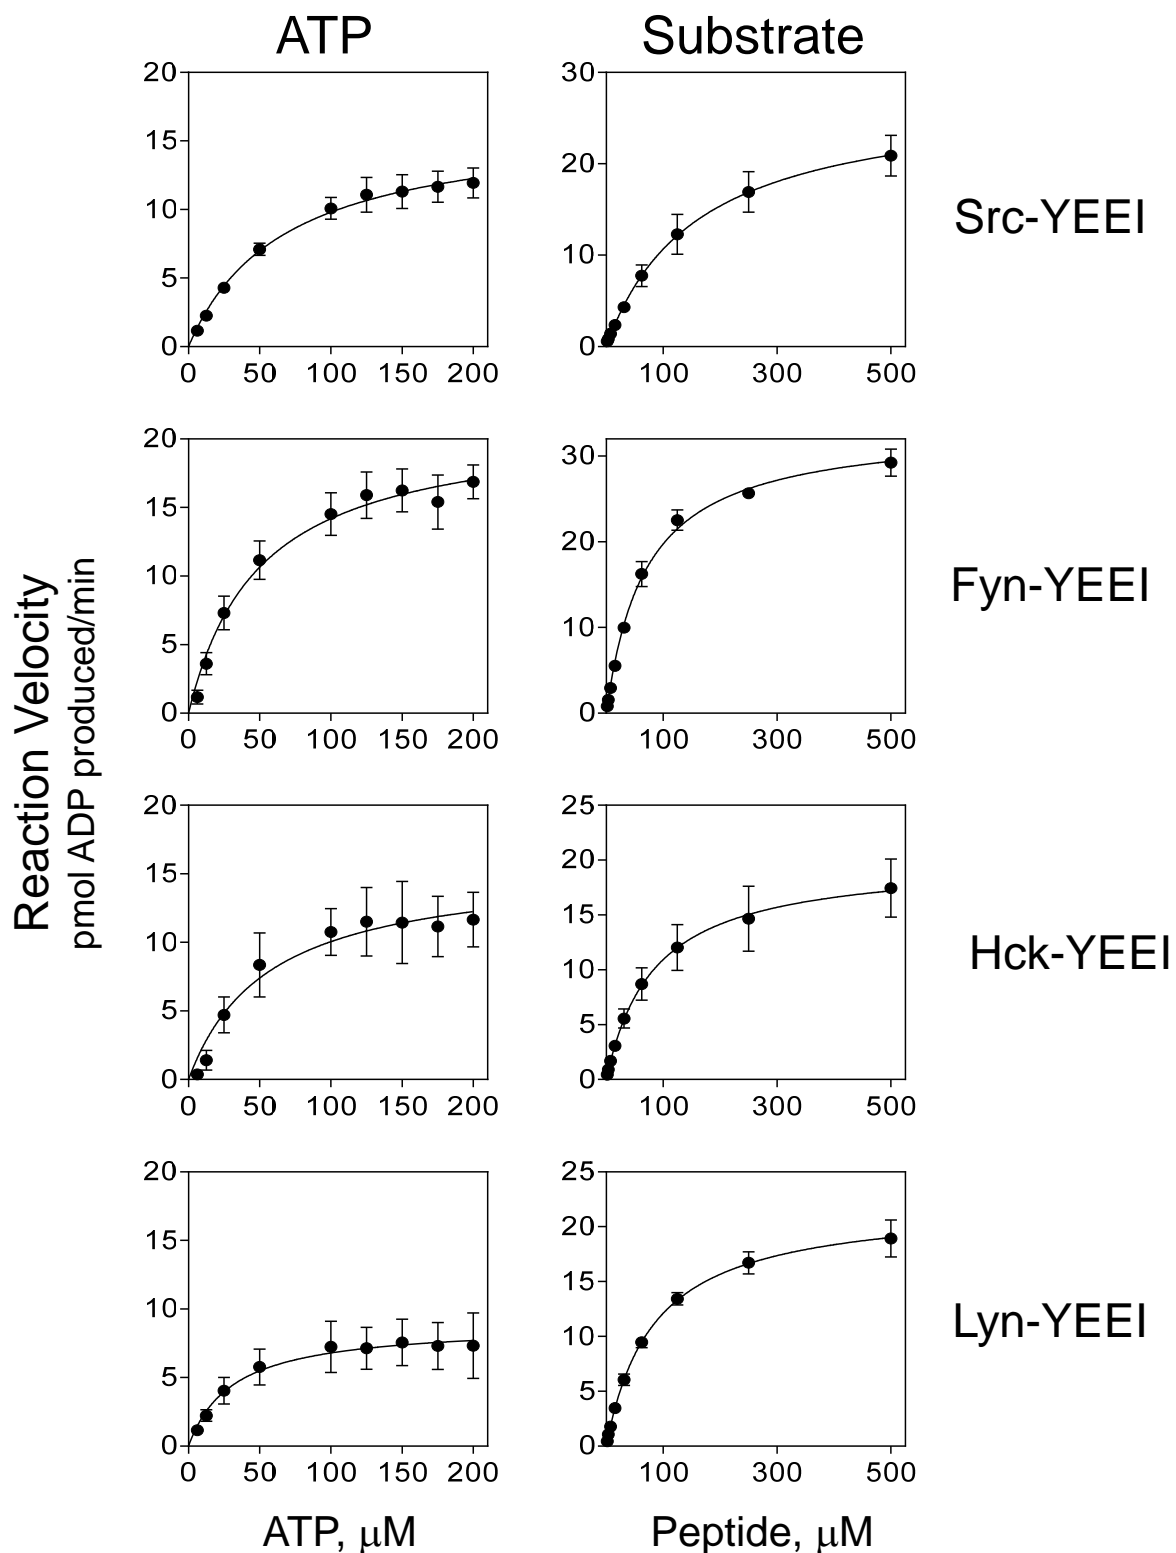 ATP Substrate
20 15 10 5 0
0 50 100 150 200
30 20 10 0
100 300 500
Src-YEEI
20 15 10 5 0
0 50 100 150 200
30 20 10 0
100 300 500
Fyn-YEEI
Reaction Velocity
pmol ADP produced/min
20 15 10 5 0
0 50 100 150 200
25 20 15 10 5 0
100 300 500
Hck-YEEI
20 15 10 5 0
0 50 100 150 200
25 20 15 10 5 0
100 300 500
Lyn-YEEI
ATP, μM Peptide, μM